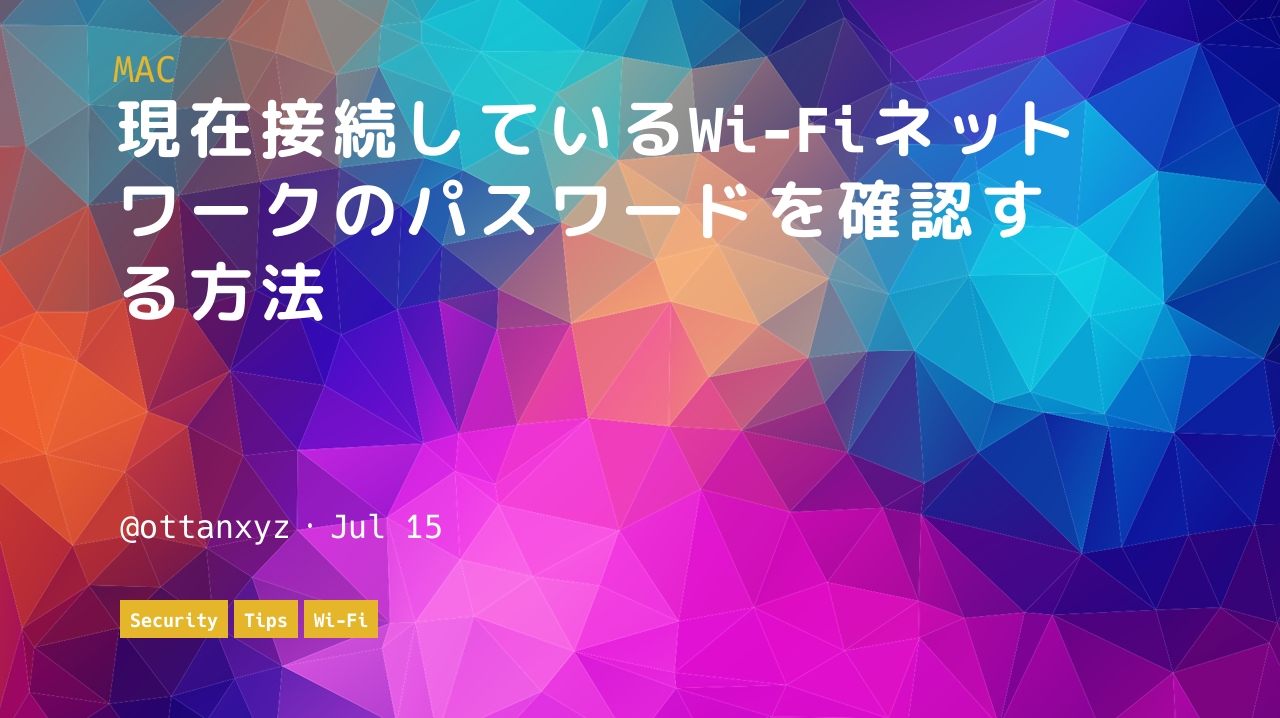 MAC
現在接続しているWi-Fiネット
ワークのパスワードを確認す
る方法
@ottanxyz · Jul 15
Security Tips Wi-Fi